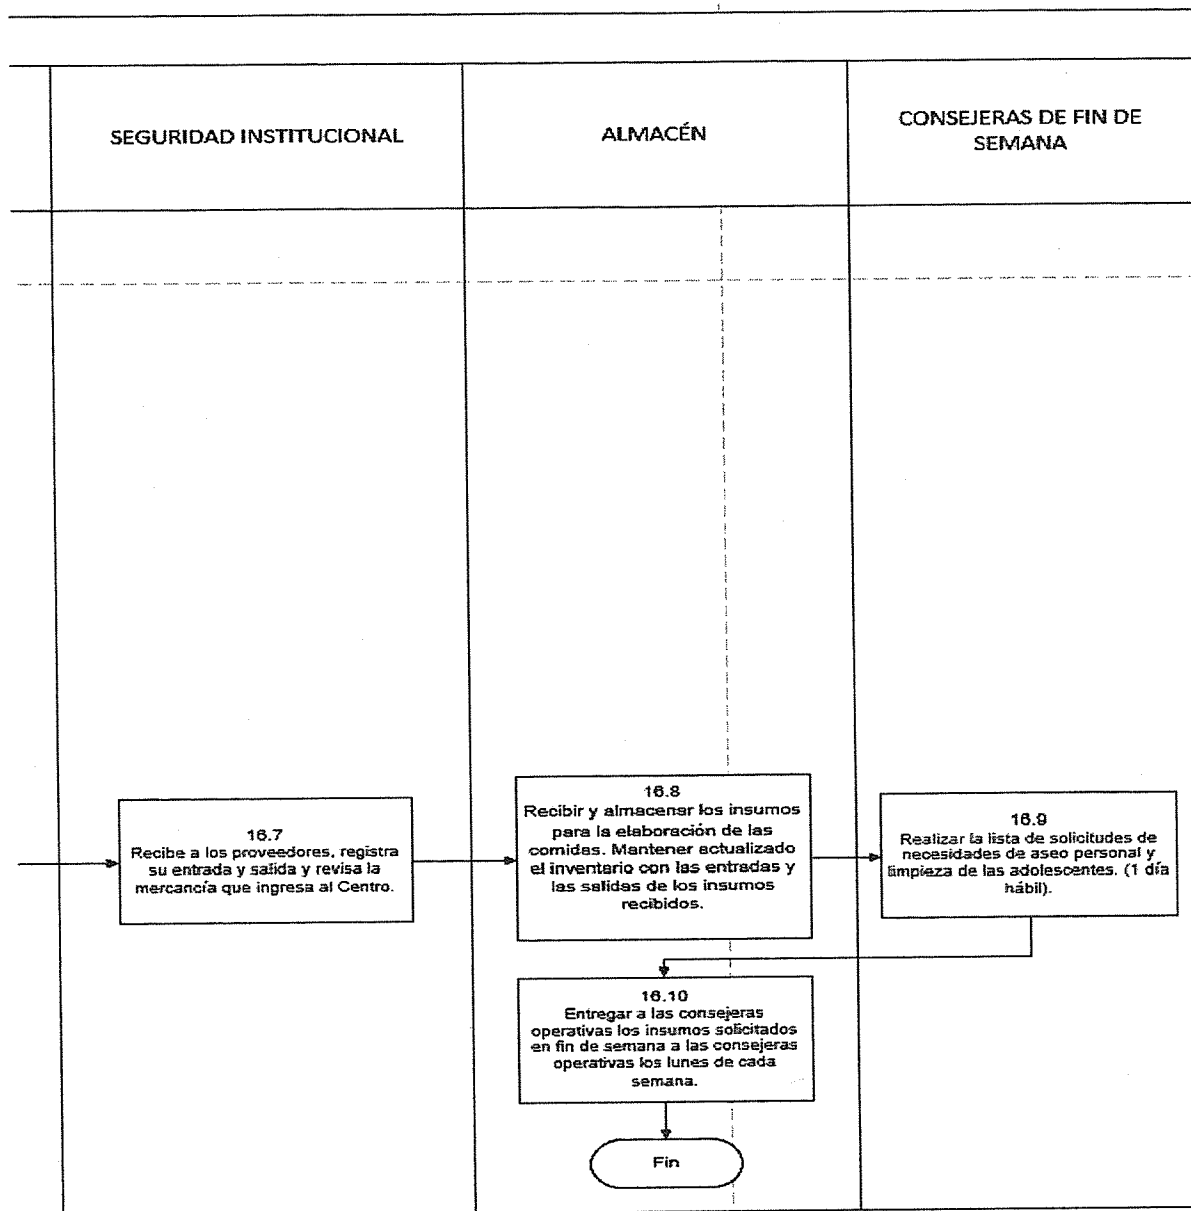 SEGURIDAD INSTITUCIONAL
ALMACÉN
CONSEJERAS DE FIN DE
SEMANA
16.7
Recibe a los proveedores, registra
su entrada y salida y revisa la
mercancía que ingresa al Centro.
16.8
Recibir y almacenar los insumos
para la elaboración de las
comidas. Mantener actualizado
el inventario con las entradas y
las salidas de los insumos
recibidos.
16.9
Realizar la lista de solicitudes de
necesidades de aseo personal y
limpieza de las adolescentes. (1 día
hábil).
16.10
Entregar a las consejeras
operativas los insumos solicitados
en fin de semana a las consejeras
operativas los lunes de cada
semana.
Fin